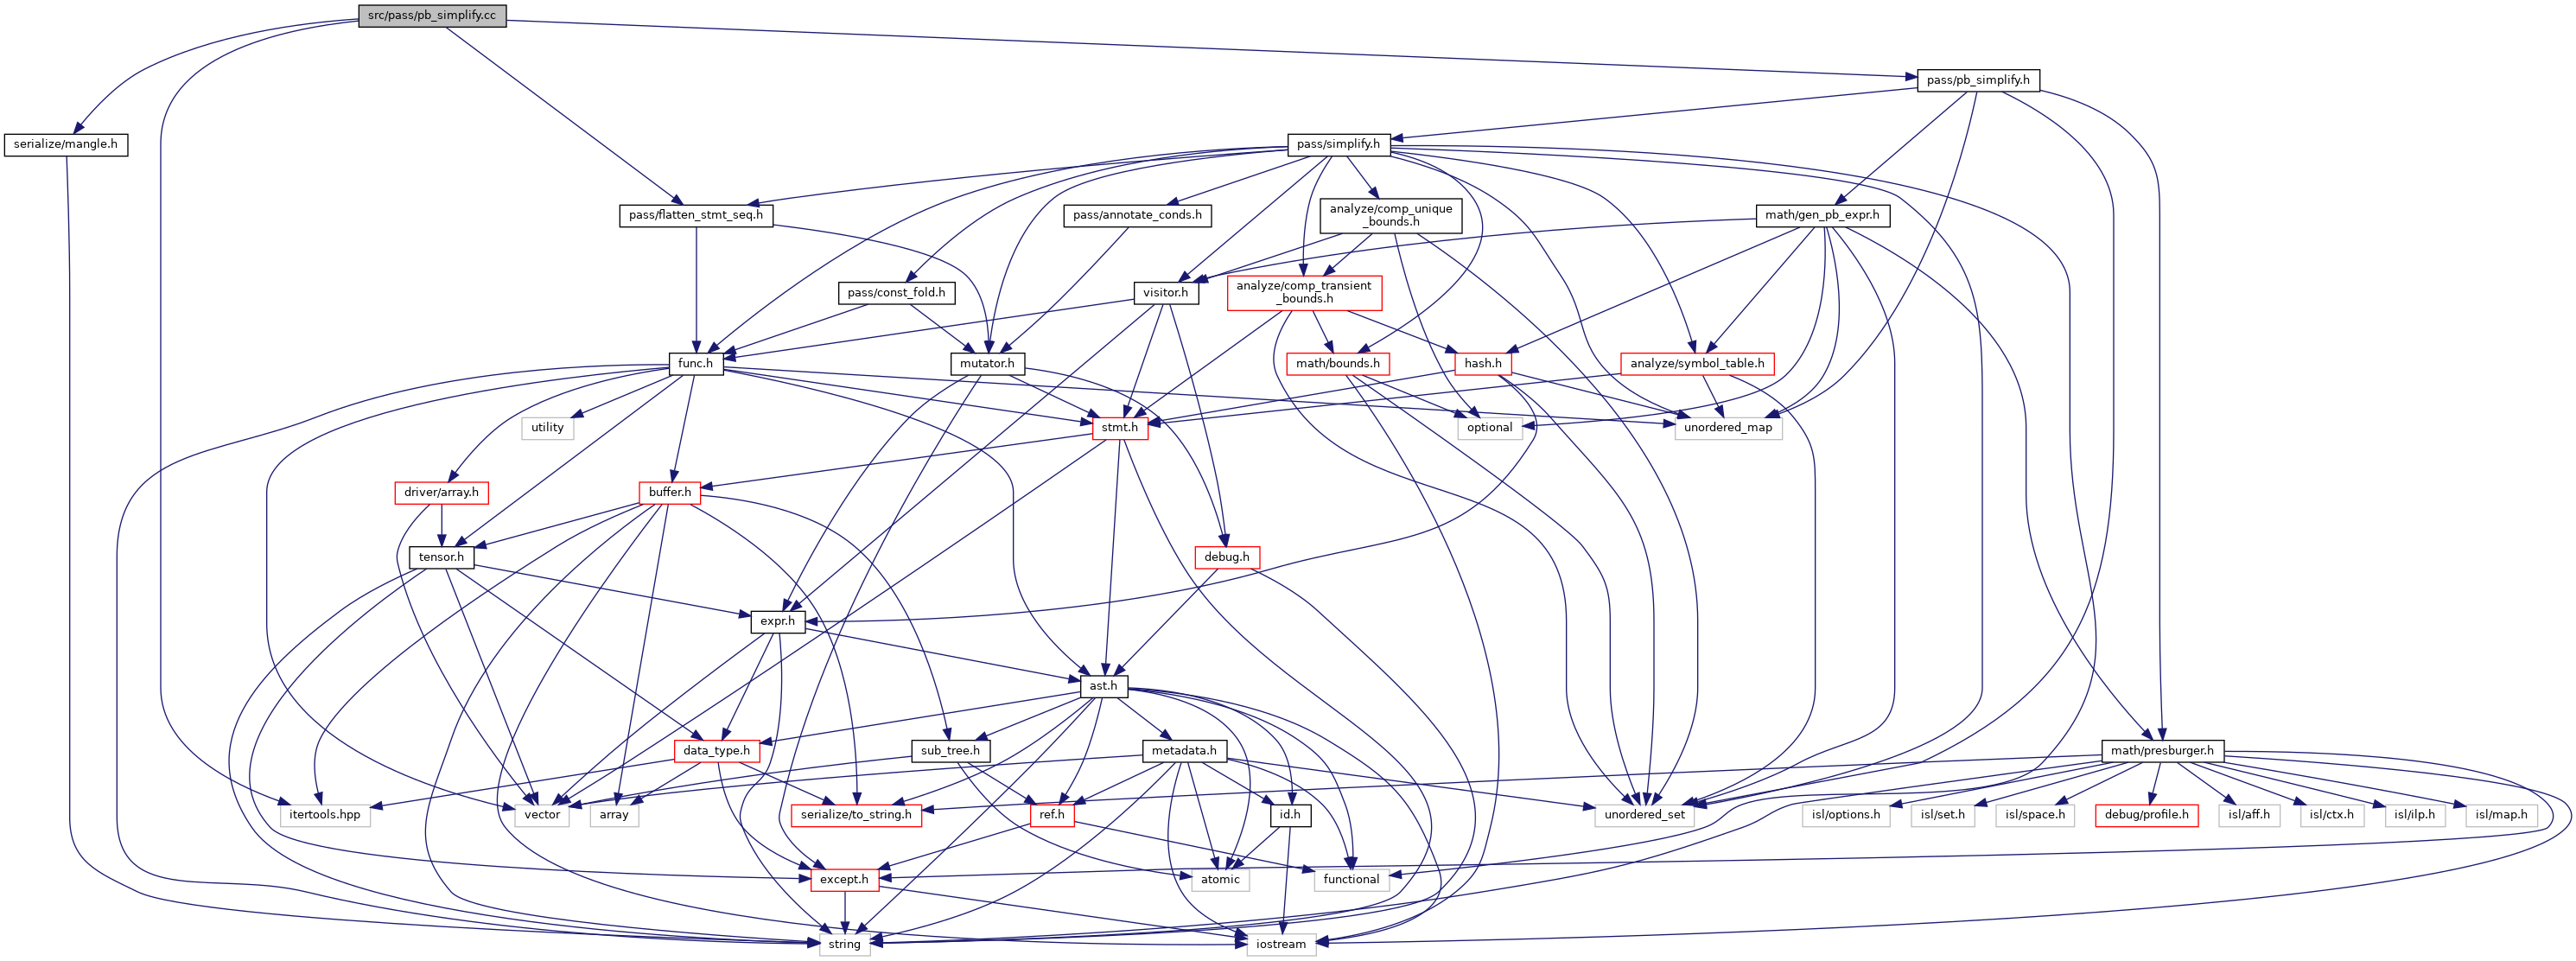 src/pass/pb_simplify.cc
pass/pb_simplify.h
serialize/mangle.h
pass/simplify.h
pass/flatten_stmt_seq.h
pass/annotate_conds.h
analyze/comp_unique
_bounds.h
math/gen_pb_expr.h
pass/const_fold.h
visitor.h
analyze/comp_transient
_bounds.h
func.h
mutator.h
math/bounds.h
hash.h
analyze/symbol_table.h
utility
stmt.h
optional
unordered_map
driver/array.h
buffer.h
tensor.h
debug.h
expr.h
ast.h
data_type.h
sub_tree.h
metadata.h
math/presburger.h
itertools.hpp
vector
array
serialize/to_string.h
ref.h
id.h
unordered_set
isl/options.h
isl/set.h
isl/space.h
debug/profile.h
isl/aff.h
isl/ctx.h
isl/ilp.h
isl/map.h
except.h
atomic
functional
string
iostream